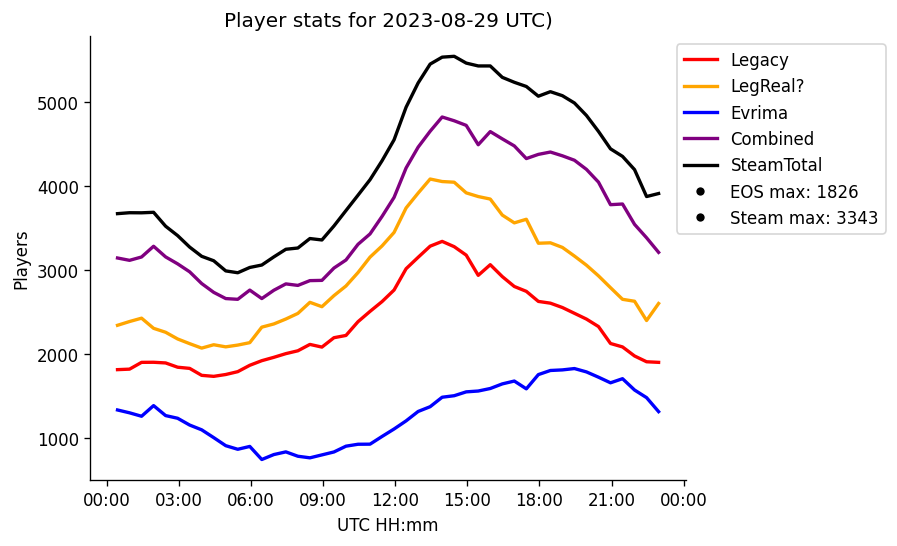 Player stats for 2023-08-29 UTC)
Legacy
LegReal?
Evrima
Combined
SteamTotal
EOS max: 1826
Steam max: 3343
Players
5000
4000
3000
2000
1000
00:00 03:00 06:00 09:00 12:00 15:00 18:00 21:00 00:00
UTC HH:mm